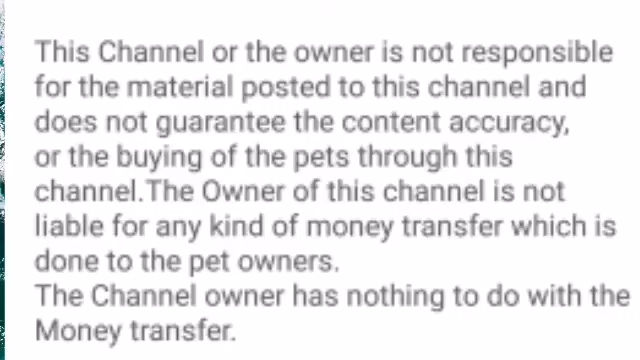 This Channel or the owner is not responsible
for the material posted to this channel and
does not guarantee the content accuracy,
or the buying of the pets through this
channel.The Owner of this channel is not
liable for any kind of money transfer which is
done to the pet owners.
The Channel owner has nothing to do with the
Money transfer.